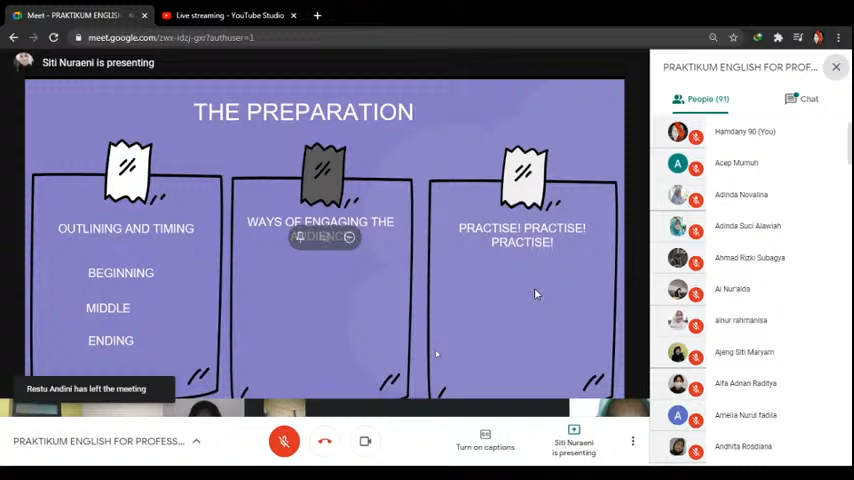 Meet - PRAKTIKUM ENGLISH
Live streaming - YouTube Studio
meet.google.com/zwx-idzj-gxr?authuser=1
Siti Nuraeni is presenting
PRAKTIKUM ENGLISH FOR PROF...
People (91)
Chat
THE PREPARATION
OUTLINING AND TIMING
BEGINNING
MIDDLE
ENDING
WAYS OF ENGAGING THE
AUDIENCE
PRACTISE! PRACTISE!
PRACTISE!
Hamdany 90 (You)
A
Acep Mumuh
Adinda Novalina
Adinda Suci Alawiah
Ahmad Rizki Subagya
Ai Nur'aida
ainur rahmanisa
Ajeng Siti Maryam
Alfa Adnan Raditya
A
Amelia Nurul fadila
Andnita Rosdiana
Restu Andini has left the meeting
PRAKTIKUM ENGLISH FOR PROFESS...
Turn on captions
Siti Nuraeni
is presenting